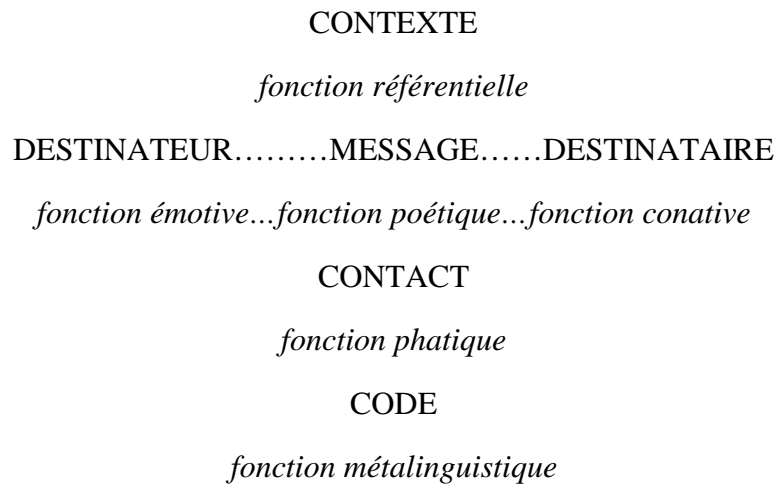 CONTEXTE
fonction référentielle
DESTINATEUR………MESSAGE……DESTINATAIRE
fonction émotive…fonction poétique…fonction conative
CONTACT
fonction phatique
CODE
fonction métalinguistique